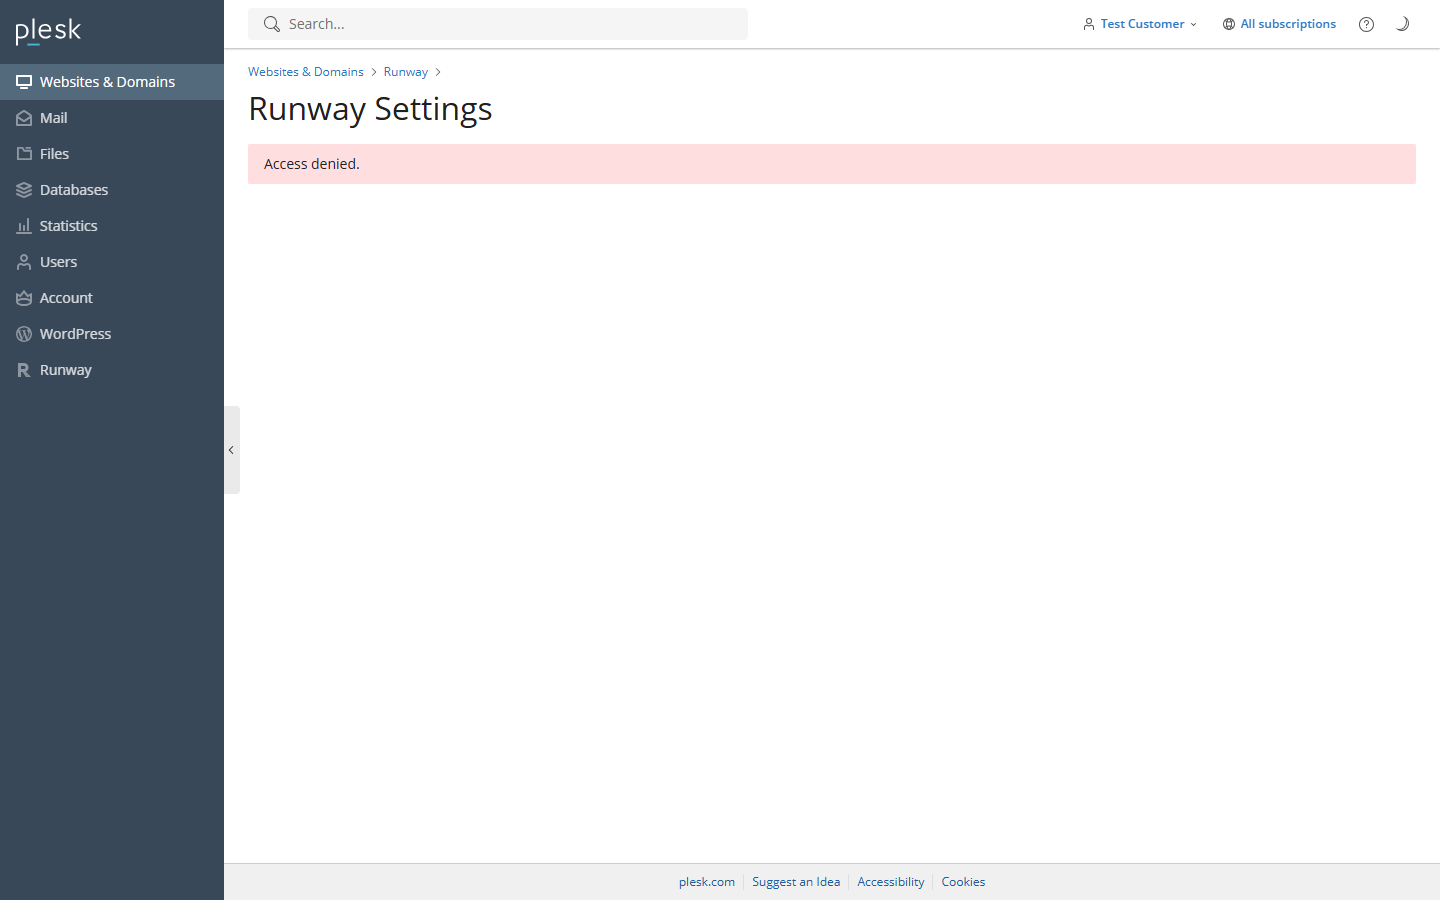 plesk
Search...
Test Customer
All subscriptions
Websites & Domains
Mail
Files
Databases
Statistics
Users
Account
WordPress
Runway
Websites & Domains > Runway >
Runway Settings
Access denied.
plesk.com
Suggest an Idea
Accessibility
Cookies